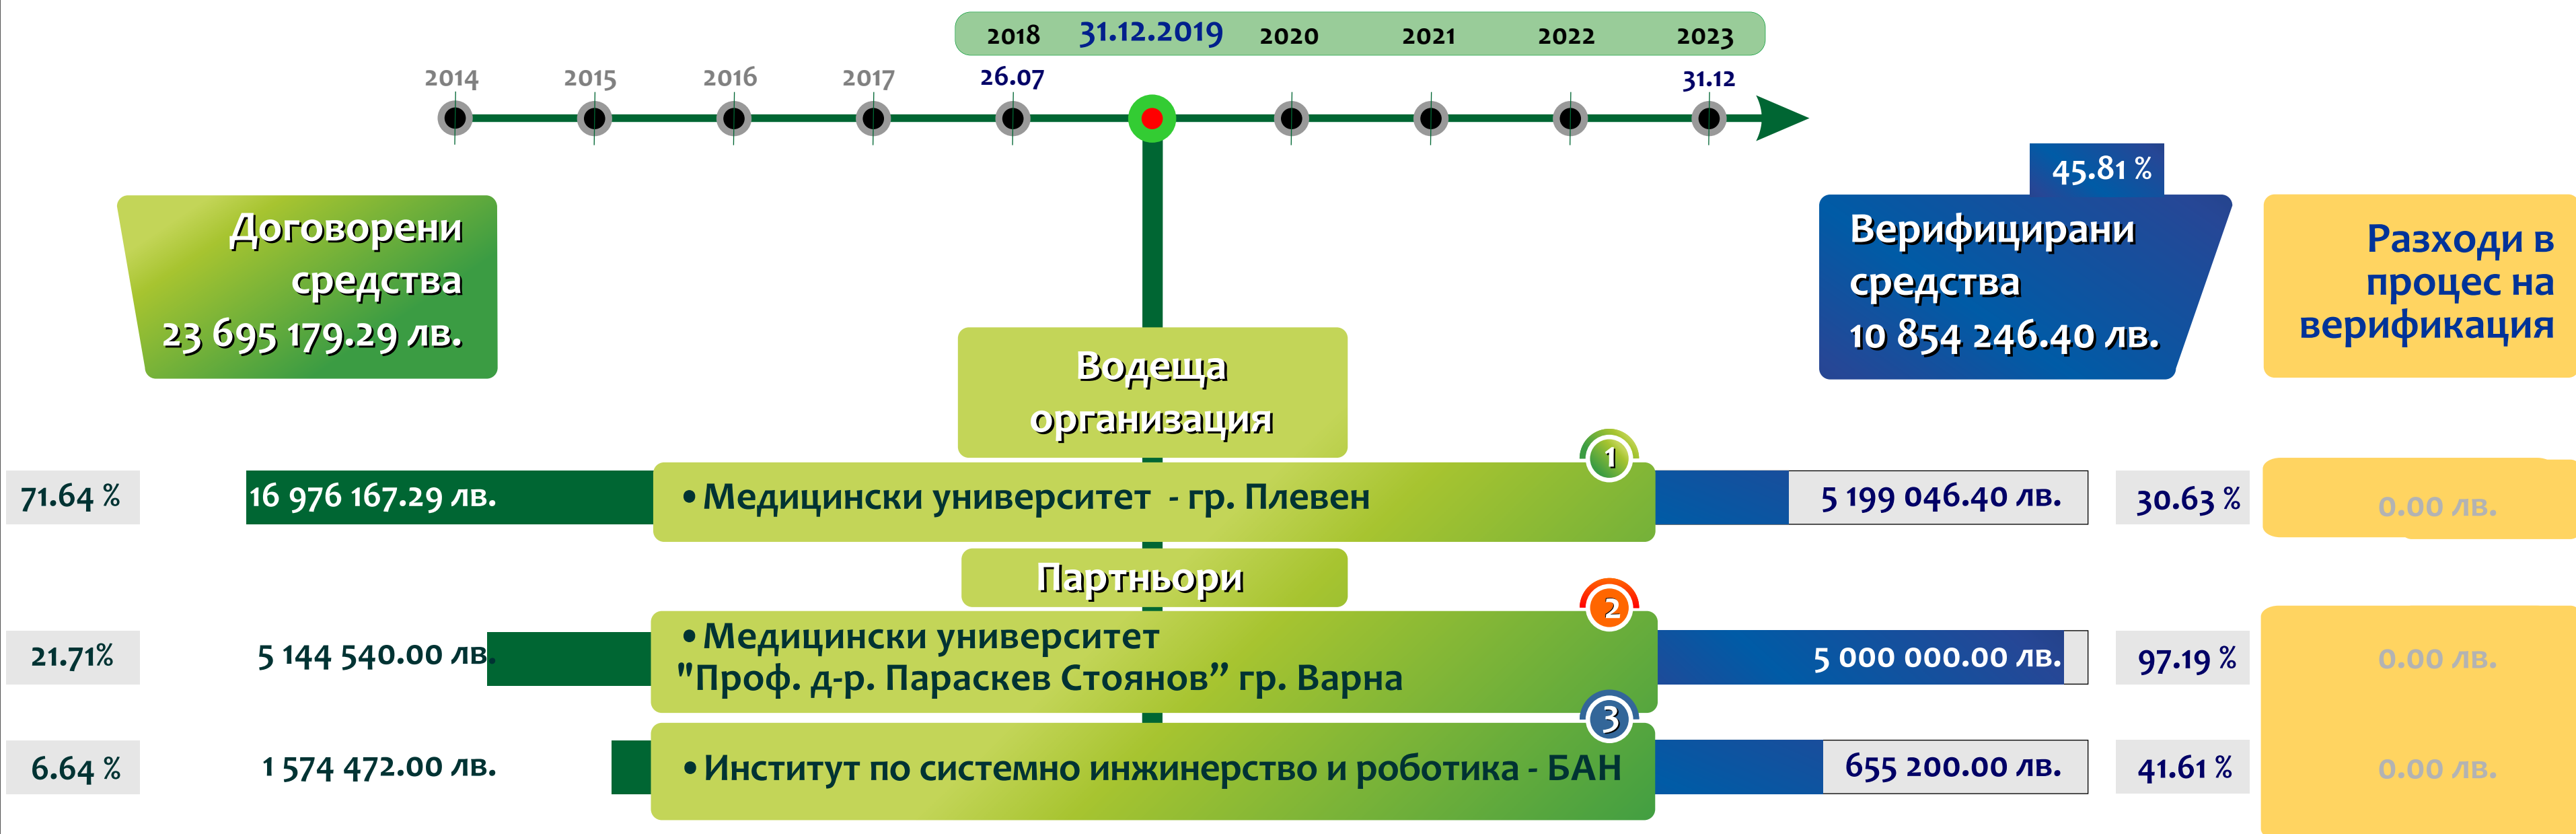 2018 31.12.2019 2020 2021 2022 2023
2014 2015 2016 2017 26.07 31.12
45.81 %
Договорени
средства
23 695 179.29 лв.
Верифицирани
средства
10 854 246.40 лв.
Разходи в
процес на
верификация
Водеща
организация
1
71.64 % 16 976 167.29 лв. •Медицински университет - гр. Плевен 5 199 046.40 лв. 30.63 % 0.00 лв.
Партньори
2
21.71% 5 144 540.00 лв. •Медицински университет
"Проф. д-р. Параскев Стоянов” гр. Варна 5 000 000.00 лв. 97.19 % 0.00 лв.
3
6.64 % 1 574 472.00 лв. •Институт по системно инжинерство и роботика - БАН 655 200.00 лв. 41.61 % 0.00 лв.